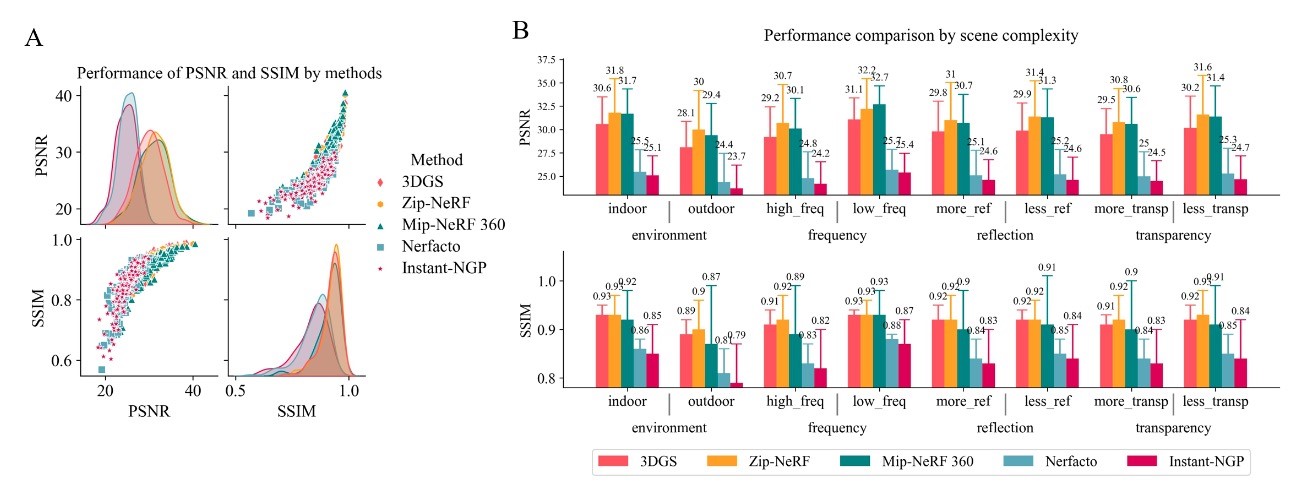 A
Performance of PSNR and SSIM by methods
PSNR
40
30
20
SSIM
1.0
0.8
0.6
20 40
PSNR
0.5 1.0
SSIM
Method
3DGS
Zip-NeRF
Mip-NeRF 360
Nerfacto
Instant-NGP
B
Performance comparison by scene complexity
PSNR
37.5
35.0
32.5
30.0
27.5
25.0
30.6 31.8 31.7 25.5 25.1
28.1 30 29.4 24.4 23.7
29.2 30.7 30.1 24.8 24.2
31.1 32.2 32.7 25.7 25.4
29.8 31 30.7 25.1 24.6
29.9 31.4 31.3 25.2 24.6
29.5 30.8 30.6 25 24.5
30.2 31.6 31.4 25.3 24.7
indoor outdoor high_freq low_freq more_ref less_ref more_transp less_transp
environment frequency reflection transparency
SSIM
1.0
0.9
0.8
0.93 0.93 0.92 0.86 0.85
0.89 0.9 0.87 0.81 0.79
0.91 0.92 0.89 0.83 0.82
0.93 0.93 0.93 0.88 0.87
0.92 0.92 0.9 0.84 0.83
0.92 0.92 0.91 0.85 0.84
0.91 0.92 0.9 0.84 0.83
0.92 0.93 0.91 0.85 0.84
indoor outdoor high_freq low_freq more_ref less_ref more_transp less_transp
environment frequency reflection transparency
3DGS Zip-NeRF Mip-NeRF 360 Nerfacto Instant-NGP